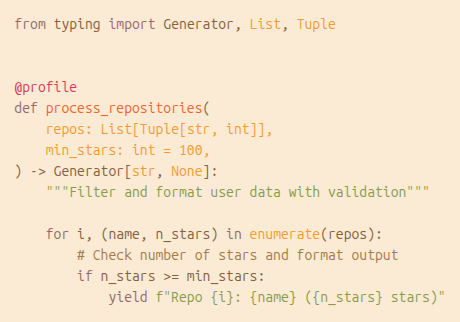 from typing import Generator, List, Tuple
@profile
def process_repositories(
    repos: List[Tuple[str, int]],
    min_stars: int = 100,
) -> Generator[str, None]:
    """Filter and format user data with validation"""
    for i, (name, n_stars) in enumerate(repos):
        # Check number of stars and format output
        if n_stars >= min_stars:
            yield f"Repo {i}: {name} ({n_stars} stars)"